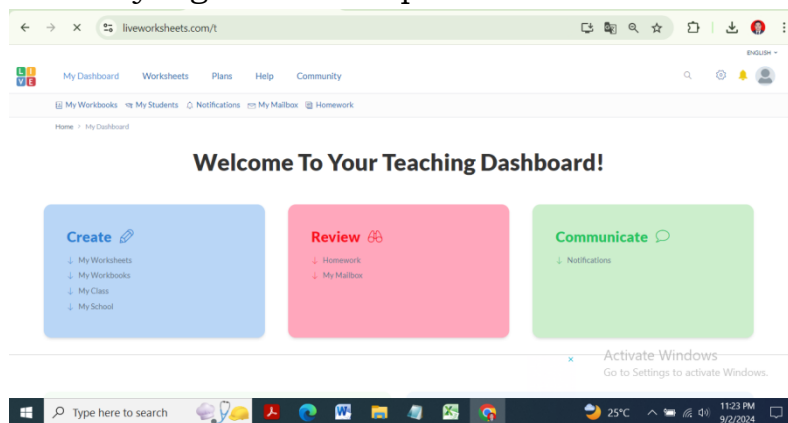 liveworksheets.com/t
ENGLISH
LIVE
My Dashboard Worksheets Plans Help Community
My Workbooks My Students Notifications My Mailbox Homework
Home > My Dashboard
Welcome To Your Teaching Dashboard!
Create
↓ My Worksheets
↓ My Workbooks
↓ My Class
↓ My School
Review
↓ Homework
↓ My Mailbox
Communicate
↓ Notifications
Activate Windows
Go to Settings to activate Windows.
Type here to search
25°C
11:23 PM
9/2/2024